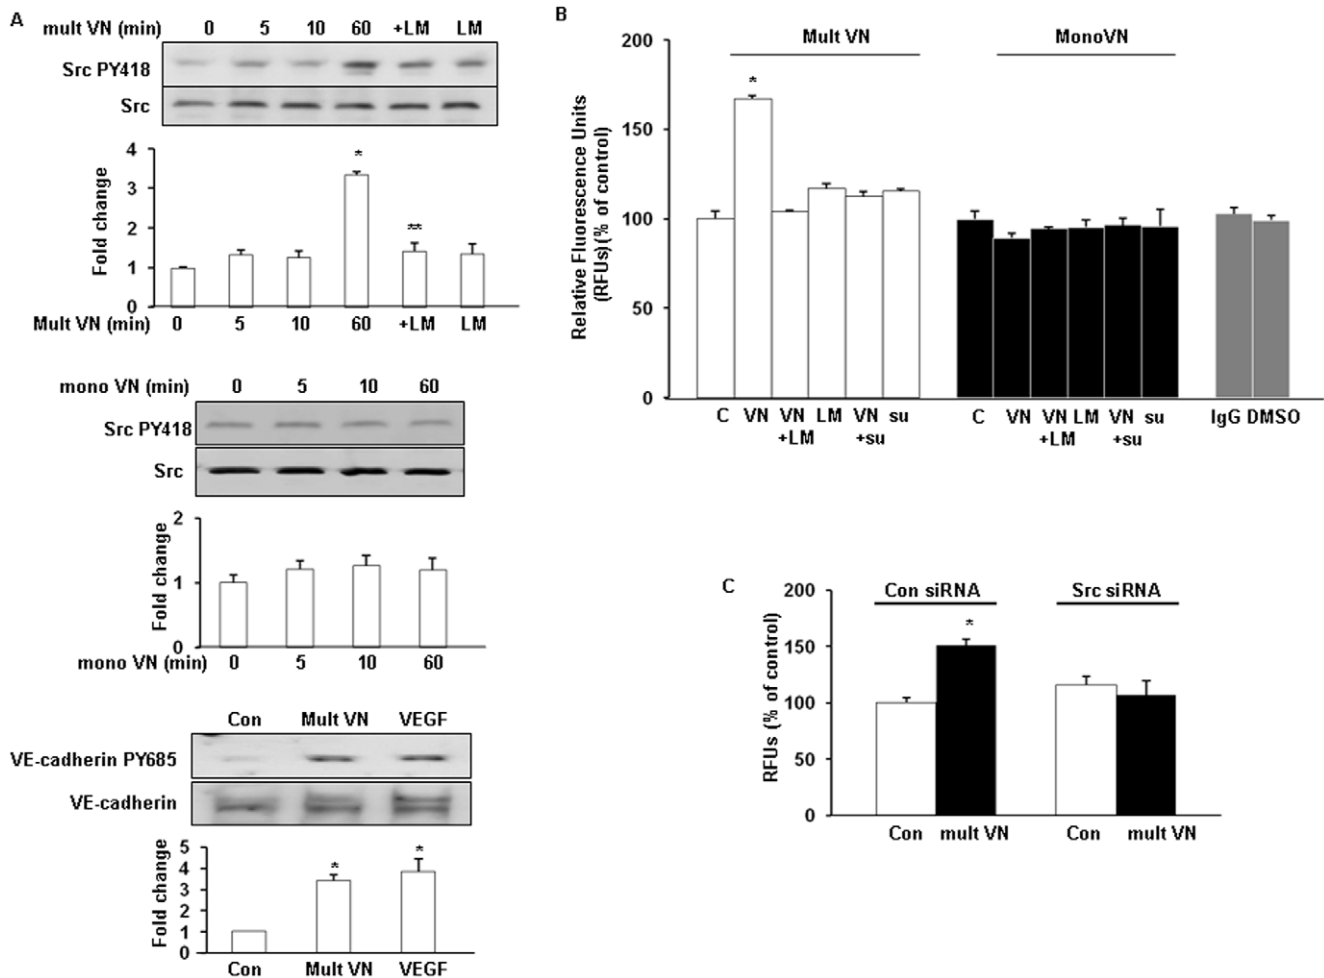 A
mult VN (min) 0 5 10 60 +LM LM
Src PY418
Src
4
3
2
1
0
Fold change
*
**
Mult VN (min) 0 5 10 60 +LM LM
mono VN (min) 0 5 10 60
Src PY418
Src
2
1
0
Fold change
mono VN (min) 0 5 10 60
Con Mult VN VEGF
VE-cadherin PY685
VE-cadherin
5
4
3
2
1
0
Fold change
*
*
Con Mult VN VEGF
B
Mult VN MonoVN
200
150
100
50
0
Relative Fluorescence Units
(RFUs)(% of control)
*
C VN VN LM VN su C VN VN LM VN su IgG DMSO
+LM +su +LM +su
C
Con siRNA Src siRNA
200
150
100
50
0
RFUs (% of control)
*
Con mult VN Con mult VN